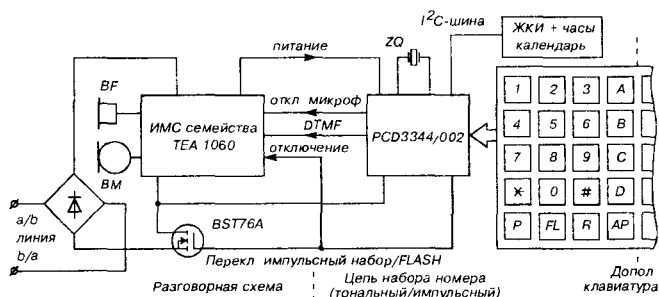 I²C-шина
питание
ZQ
ЖКИ + часы
календарь
BF
откл микроф
ИМС семейства
TEA 1060
DTMF
PCD3344/002
отключение
BM
1 2 3 A
4 5 6 B
7 8 9 C
* 0 # D
P FL R AP
a/b
линия
b/a
BST76A
Перекл импульсный набор/FLASH
Разговорная схема
Цепь набора номера
(тональный/импульсный)
Допол
клавиатура